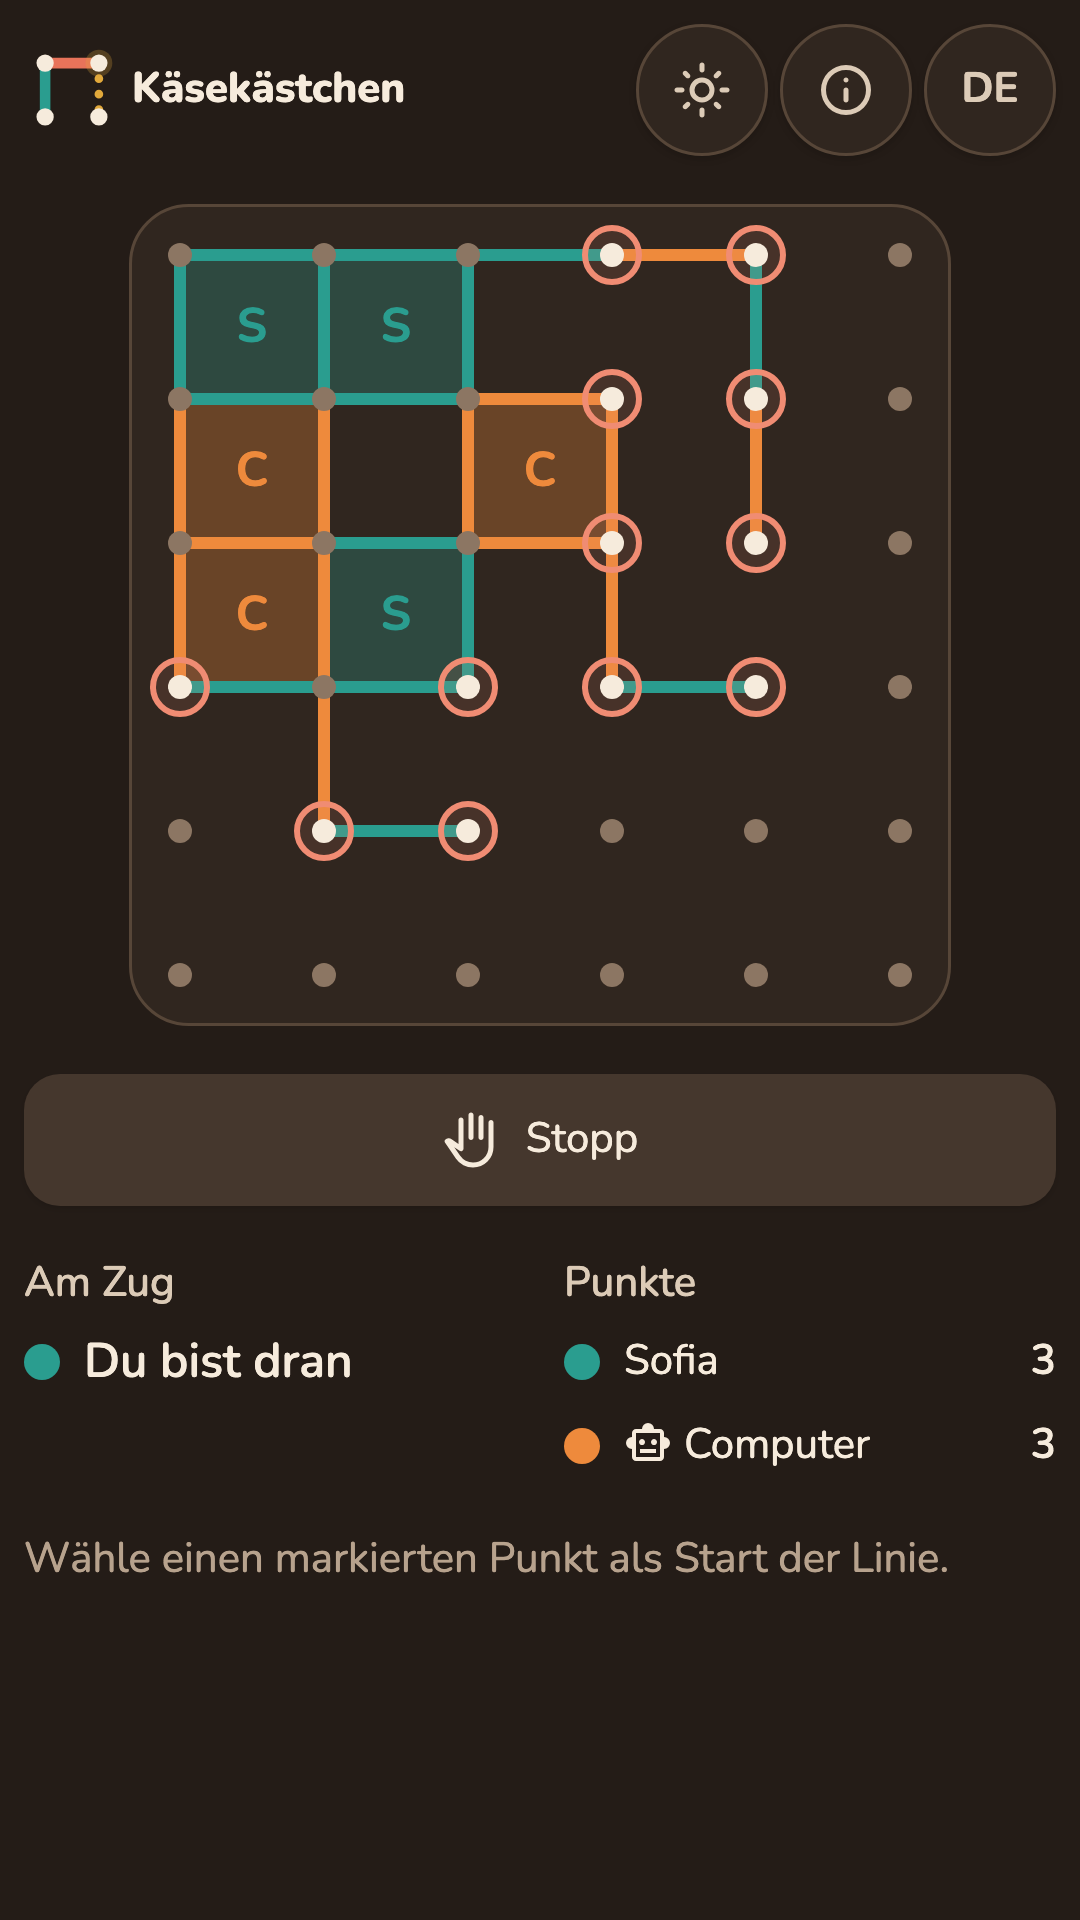 Käsekästchen
DE
S S
C C
C S
Stopp
Am Zug
Du bist dran
Punkte
Sofia 3
Computer 3
Wähle einen markierten Punkt als Start der Linie.